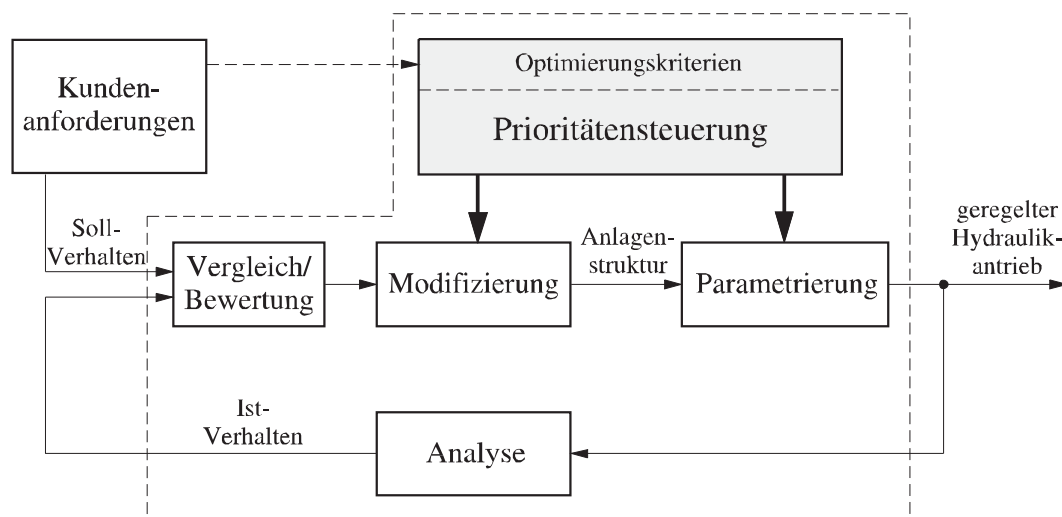 Kunden-
anforderungen
Optimierungskriterien
Prioritätensteuerung
Soll-
Verhalten
Vergleich/
Bewertung
Modifizierung
Anlagen-
struktur
Parametrierung
geregelter
Hydraulik-
antrieb
Ist-
Verhalten
Analyse